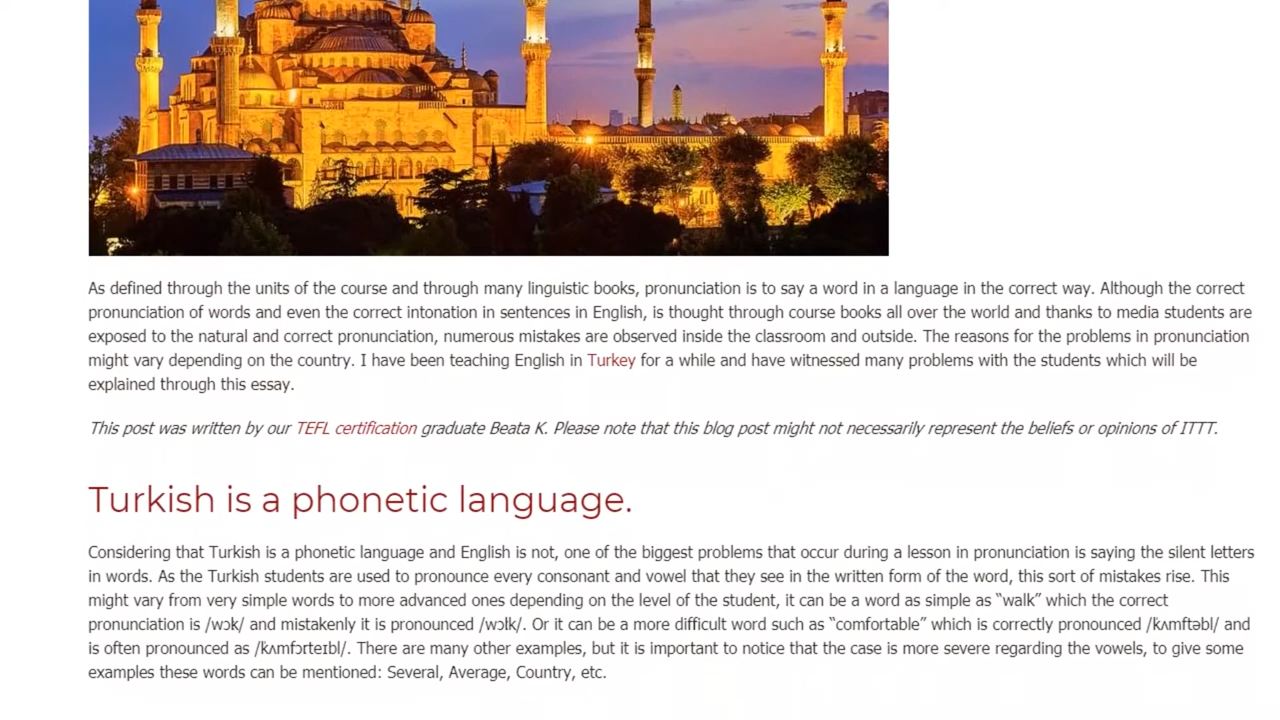 As defined through the units of the course and through many linguistic books, pronunciation is to say a word in a language in the correct way. Although the correct
pronunciation of words and even the correct intonation in sentences in English, is thought through course books all over the world and thanks to media students are
exposed to the natural and correct pronunciation, numerous mistakes are observed inside the classroom and outside. The reasons for the problems in pronunciation
might vary depending on the country. I have been teaching English in Turkey for a while and have witnessed many problems with the students which will be
explained through this essay.
This post was written by our TEFL certification graduate Beata K. Please note that this blog post might not necessarily represent the beliefs or opinions of ITTT.
Turkish is a phonetic language.
Considering that Turkish is a phonetic language and English is not, one of the biggest problems that occur during a lesson in pronunciation is saying the silent letters
in words. As the Turkish students are used to pronounce every consonant and vowel that they see in the written form of the word, this sort of mistakes rise. This
might vary from very simple words to more advanced ones depending on the level of the student, it can be a word as simple as “walk” which the correct
pronunciation is /wɔk/ and mistakenly it is pronounced /wɔlk/. Or it can be a more difficult word such as “comfortable” which is correctly pronounced /ˈkʌmftəbl/ and
is often pronounced as /ˈkʌmfɔrteɪbl/. There are many other examples, but it is important to notice that the case is more severe regarding the vowels, to give some
examples these words can be mentioned: Several, Average, Country, etc.